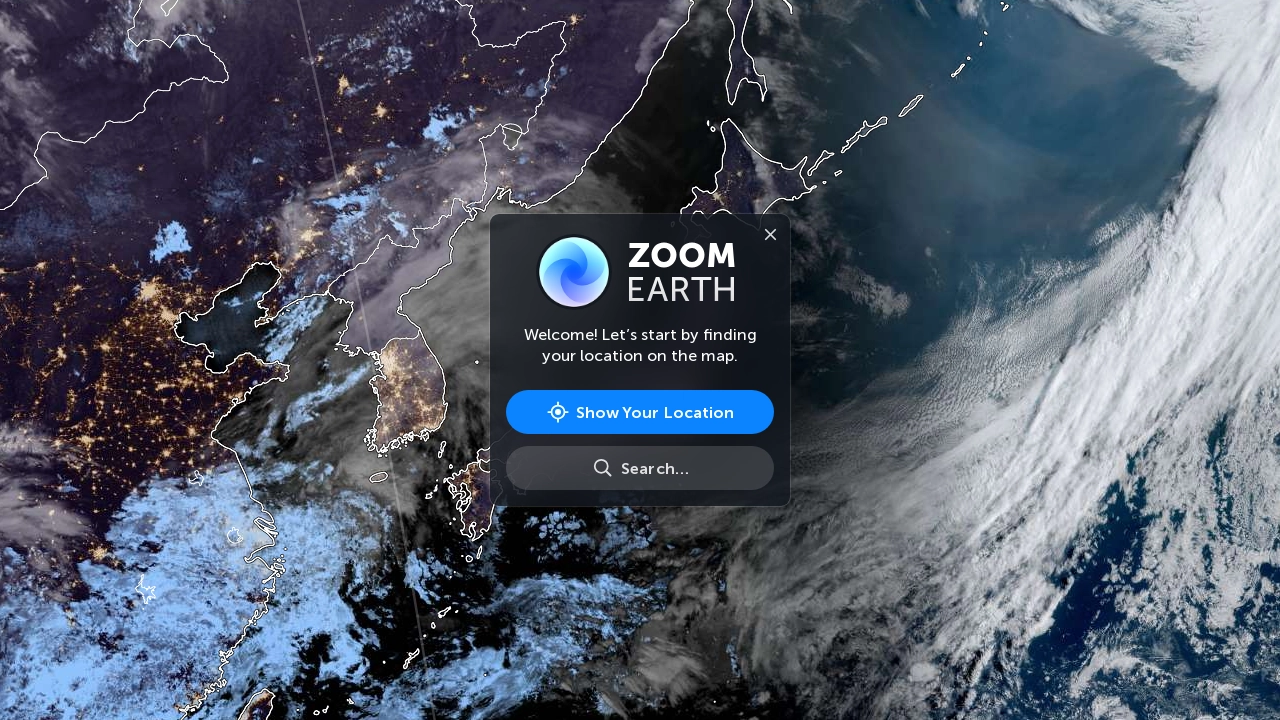 ZOOM
EARTH
Welcome! Let’s start by finding
your location on the map.
Show Your Location
Search...